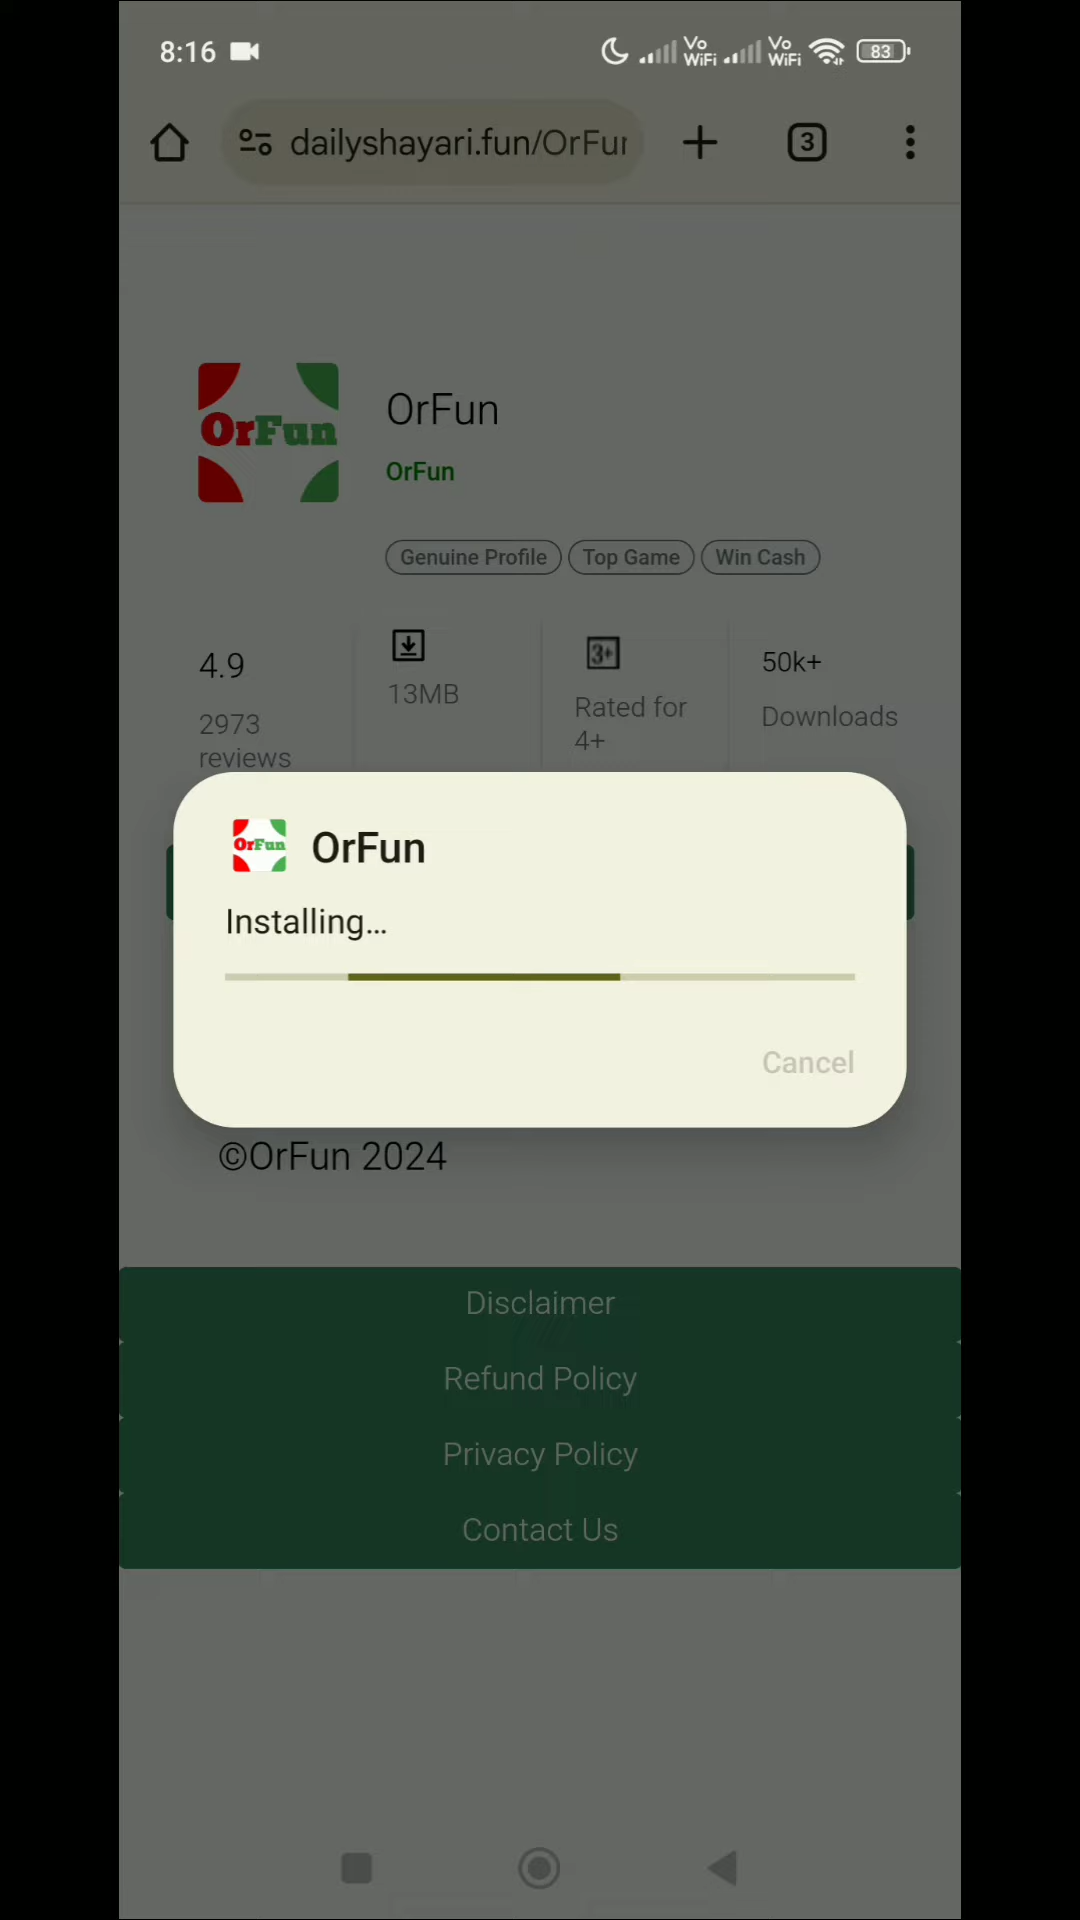 8:16
Vo WiFi
Vo WiFi
83
dailyshayari.fun/OrFun
3
OrFun
OrFun
OrFun
Genuine Profile
Top Game
Win Cash
4.9
2973 reviews
13MB
3+
Rated for 4+
50k+
Downloads
OrFun
OrFun
Installing...
Cancel
©OrFun 2024
Disclaimer
Refund Policy
Privacy Policy
Contact Us